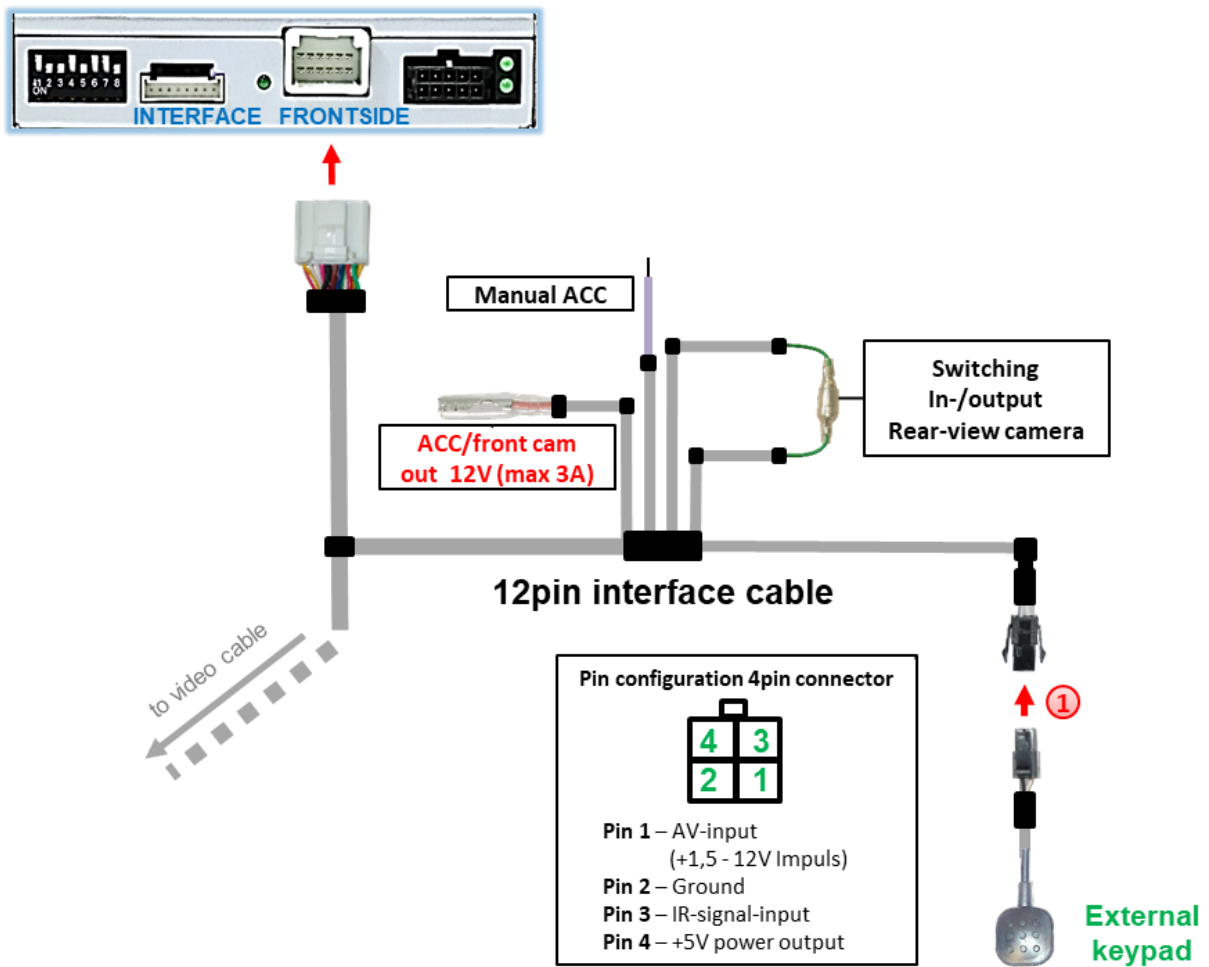 #1 2 3 4 5 6 7 8
ON
INTERFACE FRONTSIDE
Manual ACC
Switching
In-/output
Rear-view camera
ACC/front cam
out 12V (max 3A)
12pin interface cable
to video cable
Pin configuration 4pin connector
4 3
2 1
Pin 1 – AV-input
(+1,5 - 12V Impuls)
Pin 2 – Ground
Pin 3 – IR-signal-input
Pin 4 – +5V power output
1
External
keypad